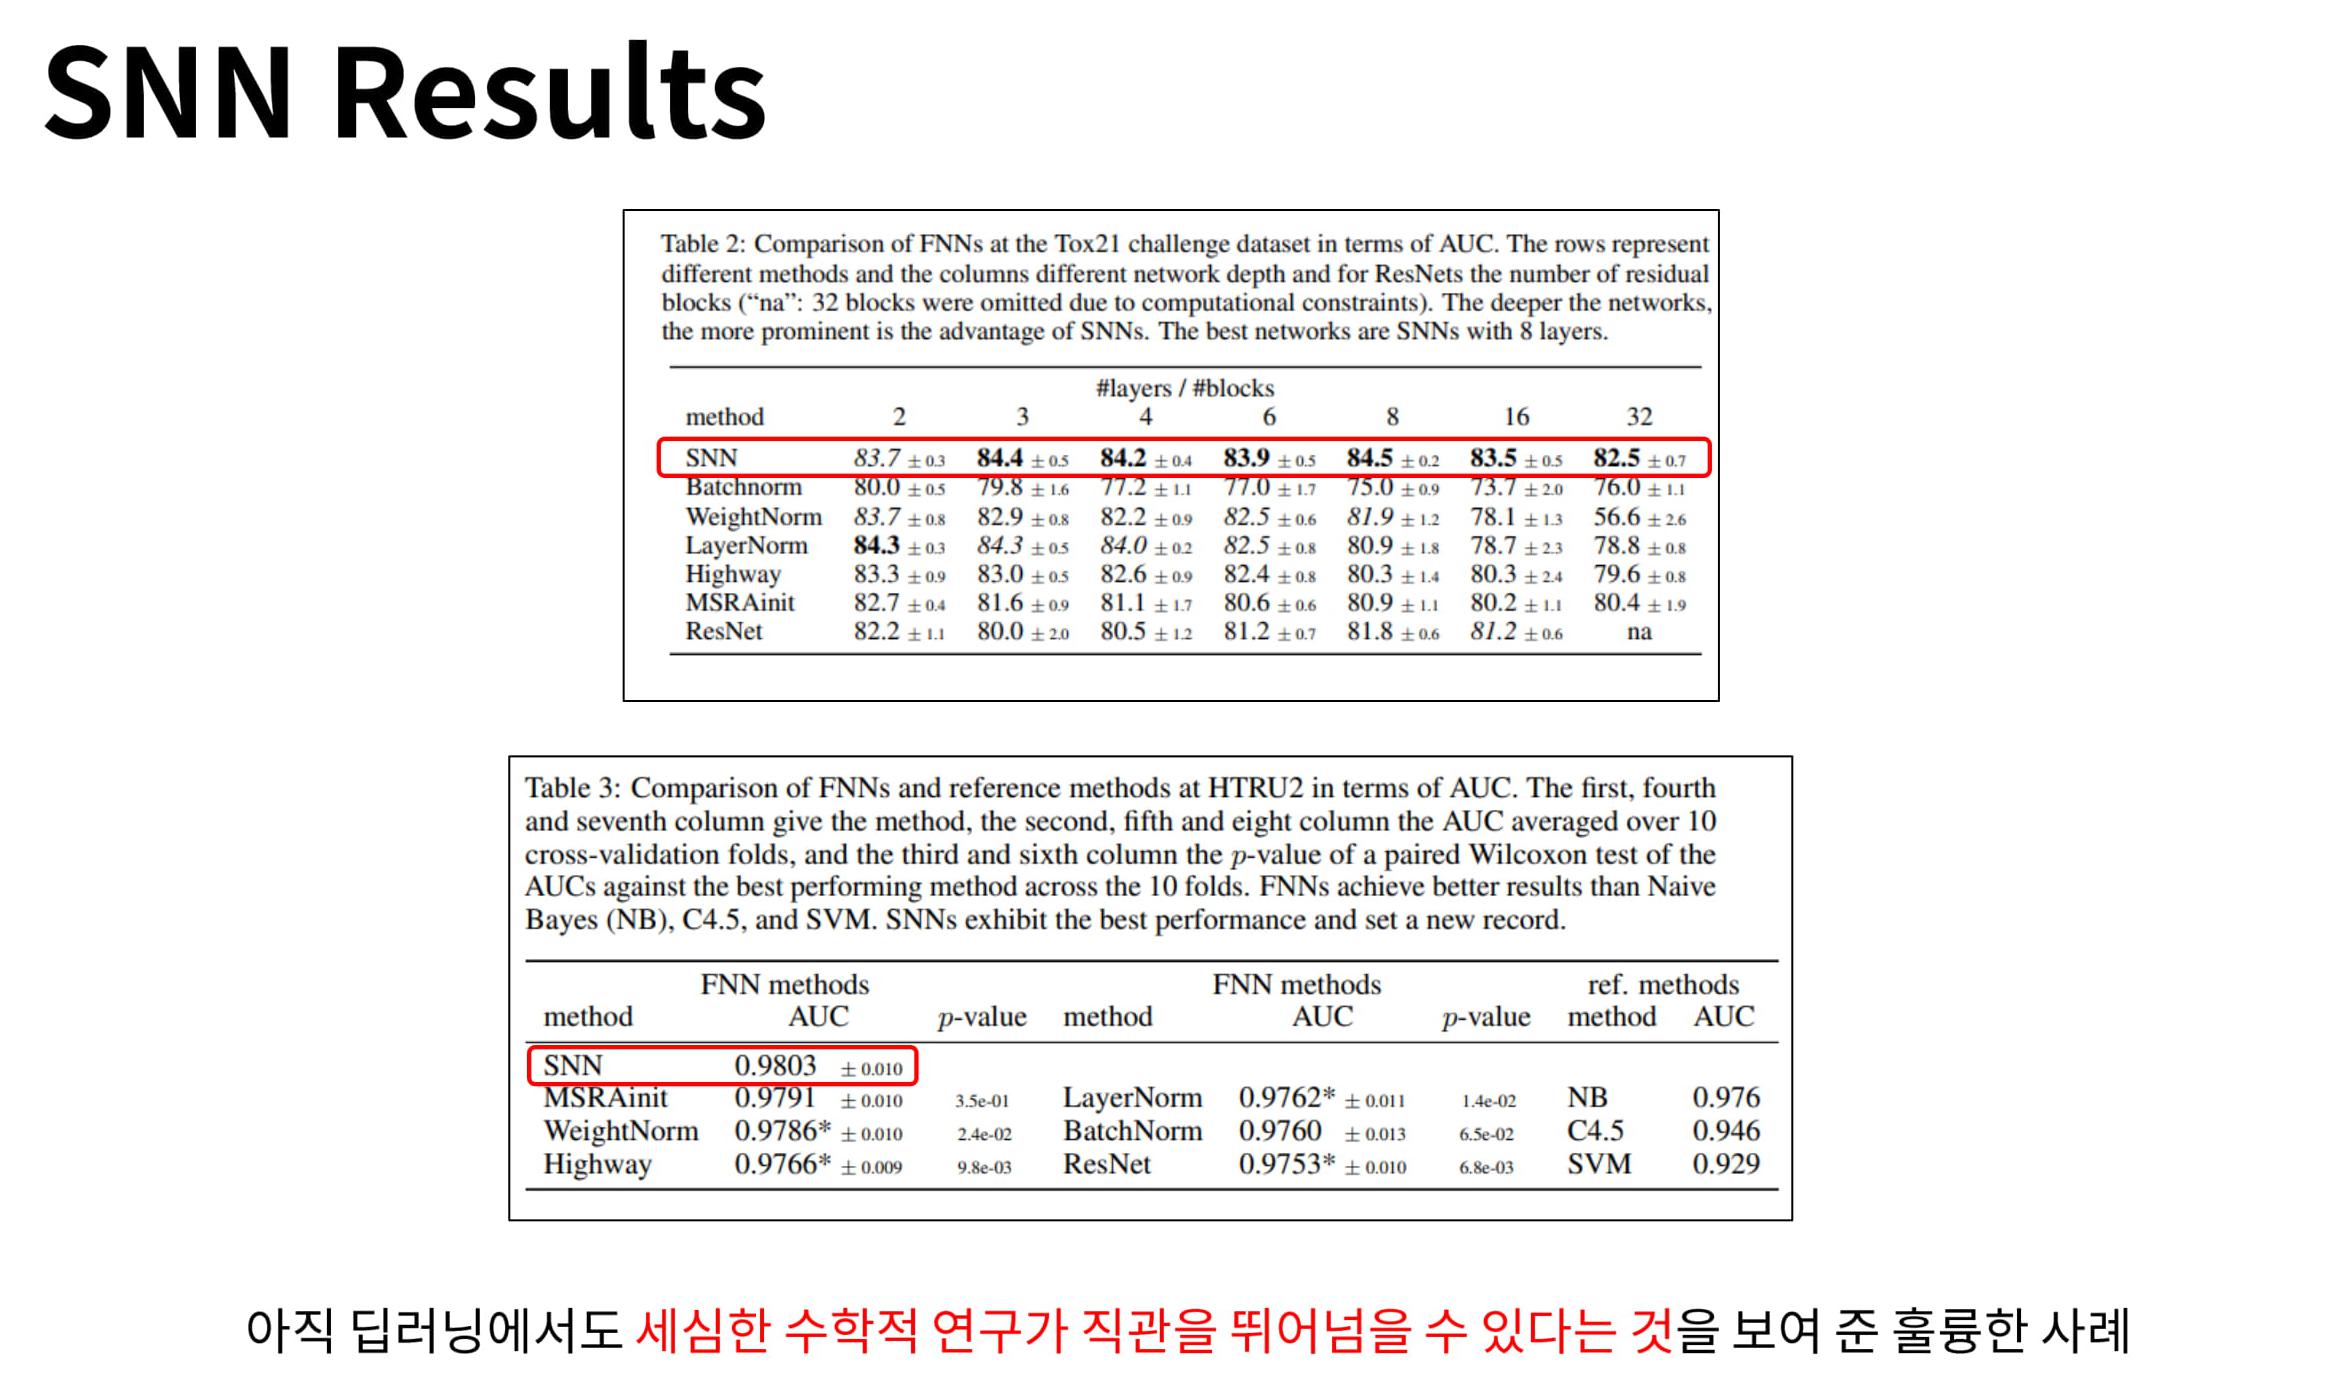 SNN Results
Table 2: Comparison of FNNs at the Tox21 challenge dataset in terms of AUC. The rows represent
different methods and the columns different network depth and for ResNets the number of residual
blocks (“na”: 32 blocks were omitted due to computational constraints). The deeper the networks,
the more prominent is the advantage of SNNs. The best networks are SNNs with 8 layers.
#layers / #blocks
method 2 3 4 6 8 16 32
SNN 83.7 ± 0.3 84.4 ± 0.5 84.2 ± 0.4 83.9 ± 0.5 84.5 ± 0.2 83.5 ± 0.5 82.5 ± 0.7
Batchnorm 80.0 ± 0.5 79.8 ± 1.6 77.2 ± 1.1 77.0 ± 1.7 75.0 ± 0.9 73.7 ± 2.0 76.0 ± 1.1
WeightNorm 83.7 ± 0.8 82.9 ± 0.8 82.2 ± 0.9 82.5 ± 0.6 81.9 ± 1.2 78.1 ± 1.3 56.6 ± 2.6
LayerNorm 84.3 ± 0.3 84.3 ± 0.5 84.0 ± 0.2 82.5 ± 0.8 80.9 ± 1.8 78.7 ± 2.3 78.8 ± 0.8
Highway 83.3 ± 0.9 83.0 ± 0.5 82.6 ± 0.9 82.4 ± 0.8 80.3 ± 1.4 80.3 ± 2.4 79.6 ± 0.8
MSRAinit 82.7 ± 0.4 81.6 ± 0.9 81.1 ± 1.7 80.6 ± 0.6 80.9 ± 1.1 80.2 ± 1.1 80.4 ± 1.9
ResNet 82.2 ± 1.1 80.0 ± 2.0 80.5 ± 1.2 81.2 ± 0.7 81.8 ± 0.6 81.2 ± 0.6 na
Table 3: Comparison of FNNs and reference methods at HTRU2 in terms of AUC. The first, fourth
and seventh column give the method, the second, fifth and eight column the AUC averaged over 10
cross-validation folds, and the third and sixth column the p-value of a paired Wilcoxon test of the
AUCs against the best performing method across the 10 folds. FNNs achieve better results than Naive
Bayes (NB), C4.5, and SVM. SNNs exhibit the best performance and set a new record.
FNN methods FNN methods ref. methods
method AUC p-value method AUC p-value method AUC
SNN 0.9803 ± 0.010
MSRAinit 0.9791 ± 0.010 3.5e-01 LayerNorm 0.9762* ± 0.011 1.4e-02 NB 0.976
WeightNorm 0.9786* ± 0.010 2.4e-02 BatchNorm 0.9760 ± 0.013 6.5e-02 C4.5 0.946
Highway 0.9766* ± 0.009 9.8e-03 ResNet 0.9753* ± 0.010 6.8e-03 SVM 0.929
아직 딥러닝에서도 세심한 수학적 연구가 직관을 뛰어넘을 수 있다는 것을 보여 준 훌륭한 사례